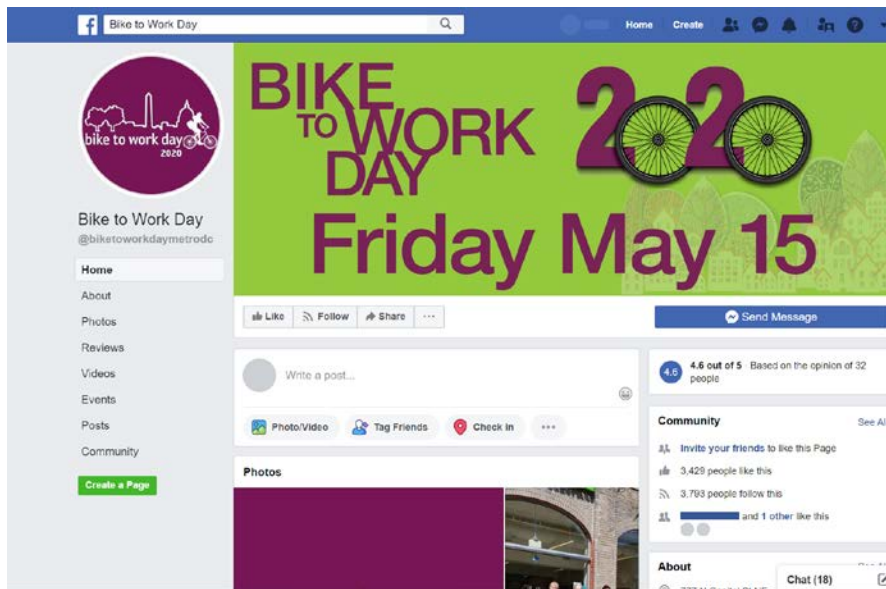 Bike to Work Day
Home
Create
bike to work day
2020
BIKE
TO WORK
DAY
2020
Friday May 15
Bike to Work Day
@biketoworkdaymetrodc
Home
About
Photos
Reviews
Videos
Events
Posts
Community
Create a Page
Like
Follow
Share
Send Message
Write a post...
Photo/Video
Tag Friends
Check in
Photos
4.6
4.6 out of 5 Based on the opinion of 32
people
Community
See Al
Invite your friends to like this Page
3,429 people like this
3,793 people follow this
and 1 other like this
About
Chat (18)